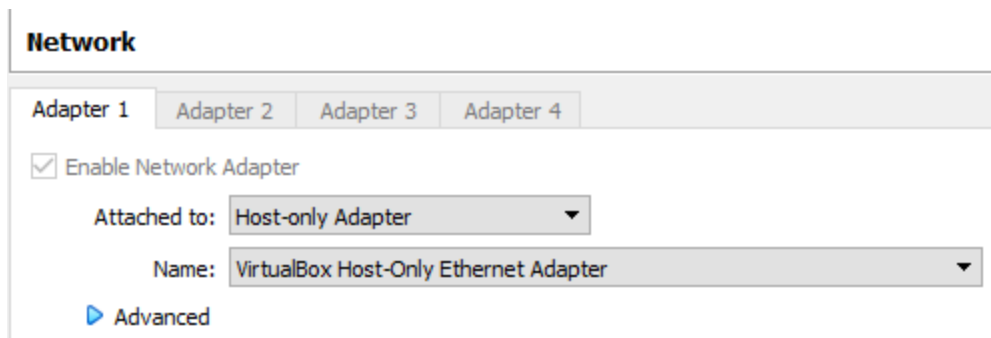 Network
Adapter 1 Adapter 2 Adapter 3 Adapter 4
Enable Network Adapter
Attached to: Host-only Adapter
Name: VirtualBox Host-Only Ethernet Adapter
Advanced